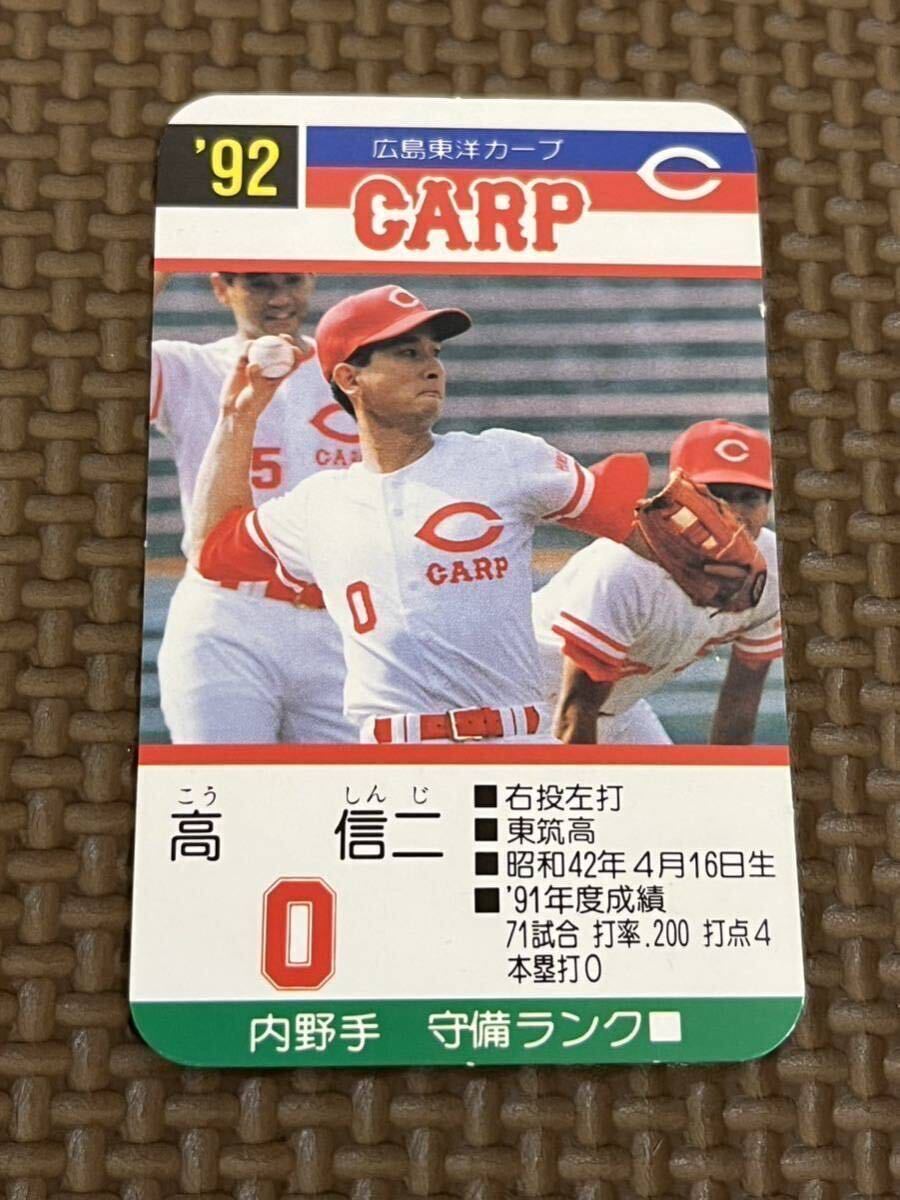 '92
広島東洋カープ
CARP
5
CARP
0
こう しん じ
高 信二
0
■右投左打
■東筑高
■昭和42年4月16日生
■'91年度成績
71試合 打率.200 打点4
本塁打0
内野手 守備ランク■